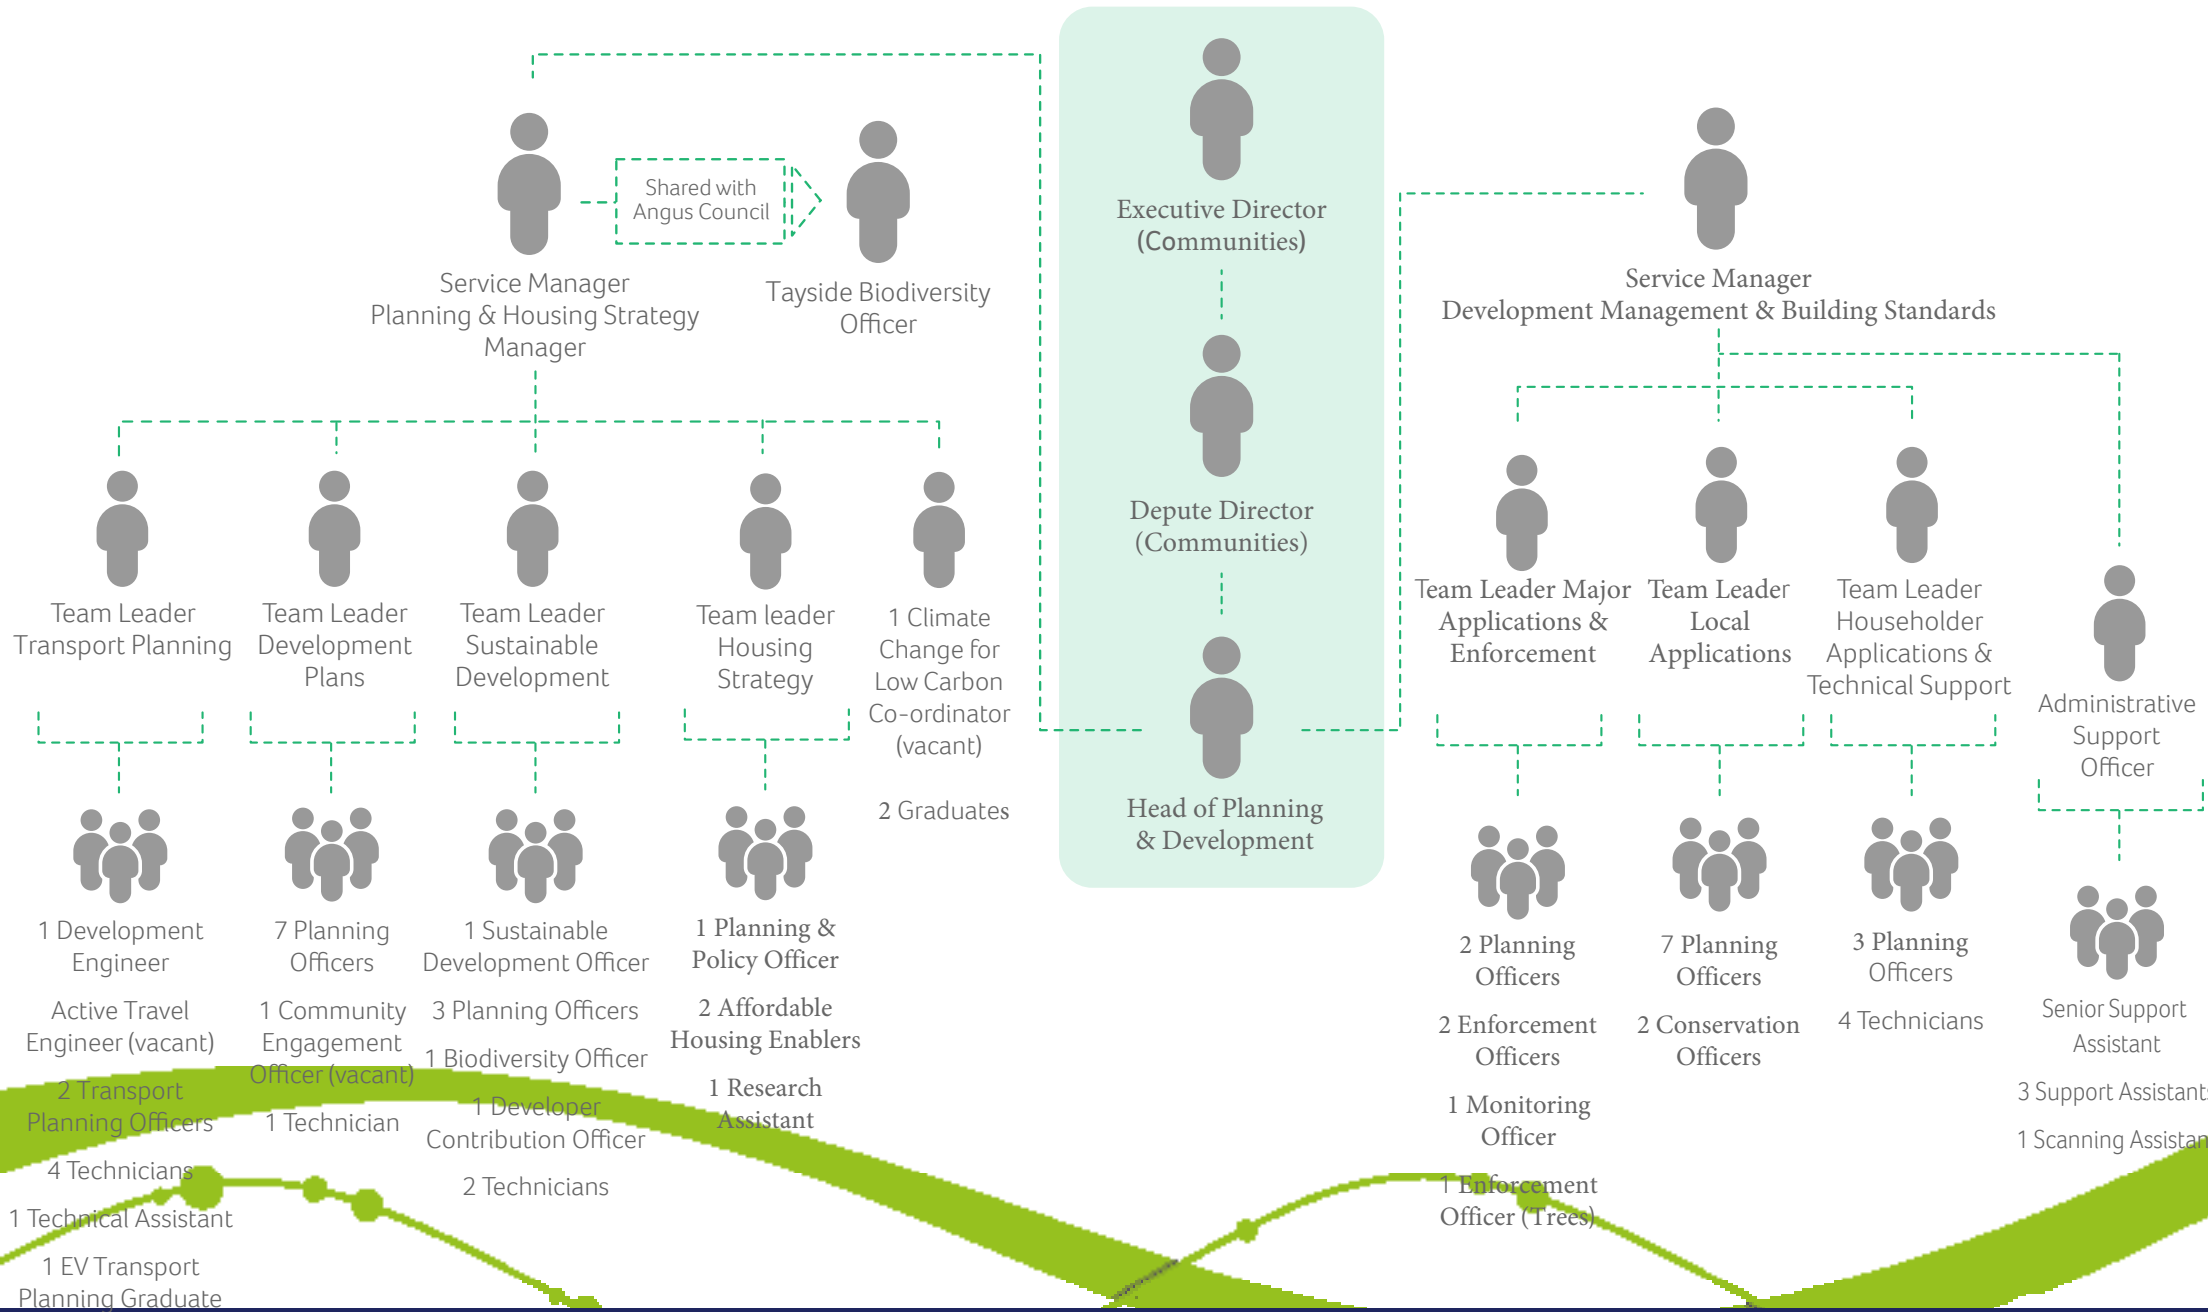 Shared with
Angus Council
Service Manager
Planning & Housing Strategy
Manager
Tayside Biodiversity
Officer
Executive Director
(Communities)
Depute Director
(Communities)
Head of Planning
& Development
Service Manager
Development Management & Building Standards
Team Leader
Transport Planning
Team Leader
Development
Plans
Team Leader
Sustainable
Development
Team leader
Housing
Strategy
1 Climate
Change for
Low Carbon
Co-ordinator
(vacant)
2 Graduates
Team Leader Major
Applications &
Enforcement
Team Leader
Local
Applications
Team Leader
Householder
Applications &
Technical Support
Administrative
Support
Officer
1 Development
Engineer
Active Travel
Engineer (vacant)
2 Transport
Planning Officers
4 Technicians
1 Technical Assistant
1 EV Transport
Planning Graduate
7 Planning
Officers
1 Community
Engagement
Officer (vacant)
1 Technician
1 Sustainable
Development Officer
3 Planning Officers
1 Biodiversity Officer
1 Developer
Contribution Officer
2 Technicians
1 Planning &
Policy Officer
2 Affordable
Housing Enablers
1 Research
Assistant
2 Planning
Officers
2 Enforcement
Officers
1 Monitoring
Officer
1 Enforcement
Officer (Trees)
7 Planning
Officers
2 Conservation
Officers
3 Planning
Officers
4 Technicians
Senior Support
Assistant
3 Support Assistants
1 Scanning Assistant